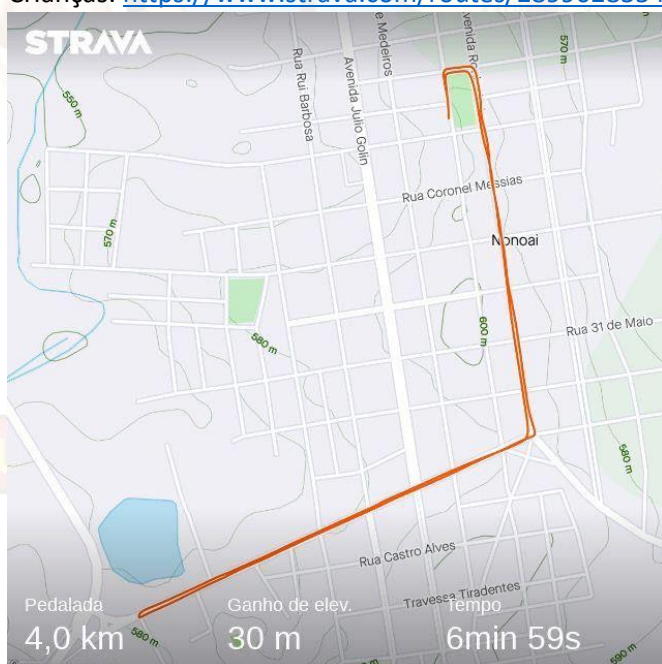 STRAVA
e Medeiros
570 m
Rua Rui Barbosa
Avenida Julio Golin
550 m
Rua Coronel Messias
570 m
Nonoai
600 m
Rua 31 de Maio
580 m
580 m
Rua Castro Alves
Travessa Tiradentes
580 m
590 m
Pedalada
Ganho de elev.
Tempo
4,0 km
30 m
6min 59s